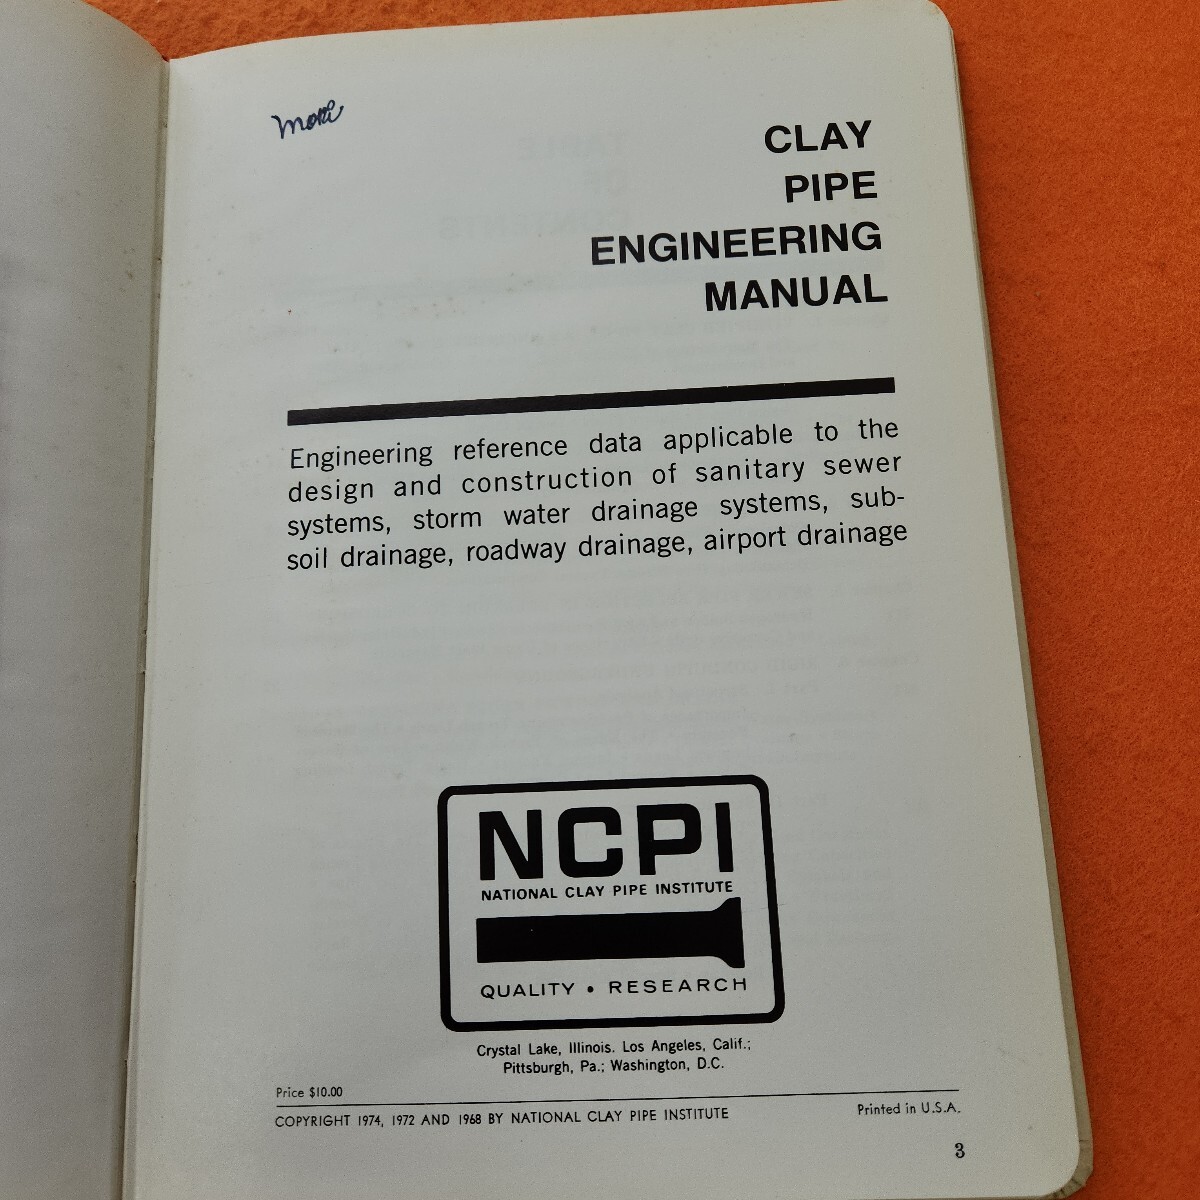 CLAY
PIPE
ENGINEERING
MANUAL
Engineering reference data applicable to the
design and construction of sanitary sewer
systems, storm water drainage systems, sub-
soil drainage, roadway drainage, airport drainage
NCPI
NATIONAL CLAY PIPE INSTITUTE
QUALITY • RESEARCH
Crystal Lake, Illinois. Los Angeles, Calif.;
Pittsburgh, Pa.; Washington, D.C.
Price $10.00
COPYRIGHT 1974, 1972 AND 1968 BY NATIONAL CLAY PIPE INSTITUTE
Printed in U.S.A.
3